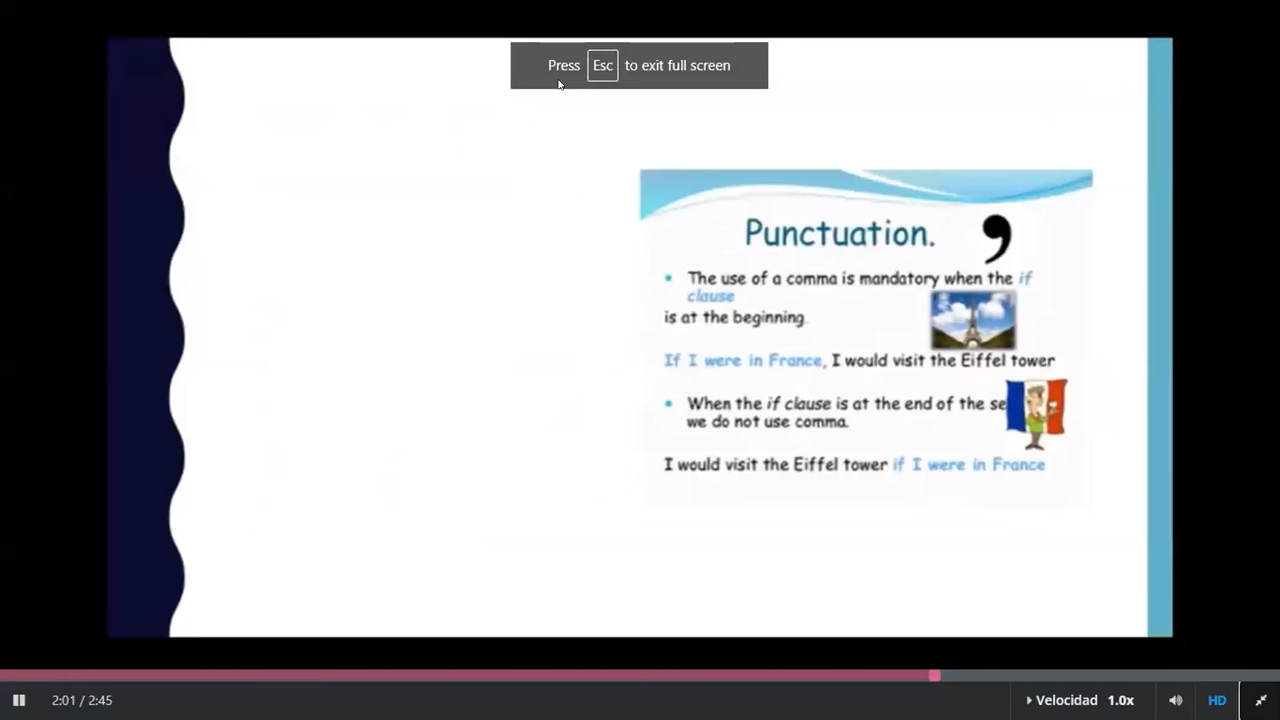 Press Esc to exit full screen
Punctuation. ,
The use of a comma is mandatory when the if
clause
is at the beginning.
If I were in France, I would visit the Eiffel tower
When the if clause is at the end of the se
we do not use comma.
I would visit the Eiffel tower if I were in France
2:01 / 2:45
Velocidad 1.0x
HD